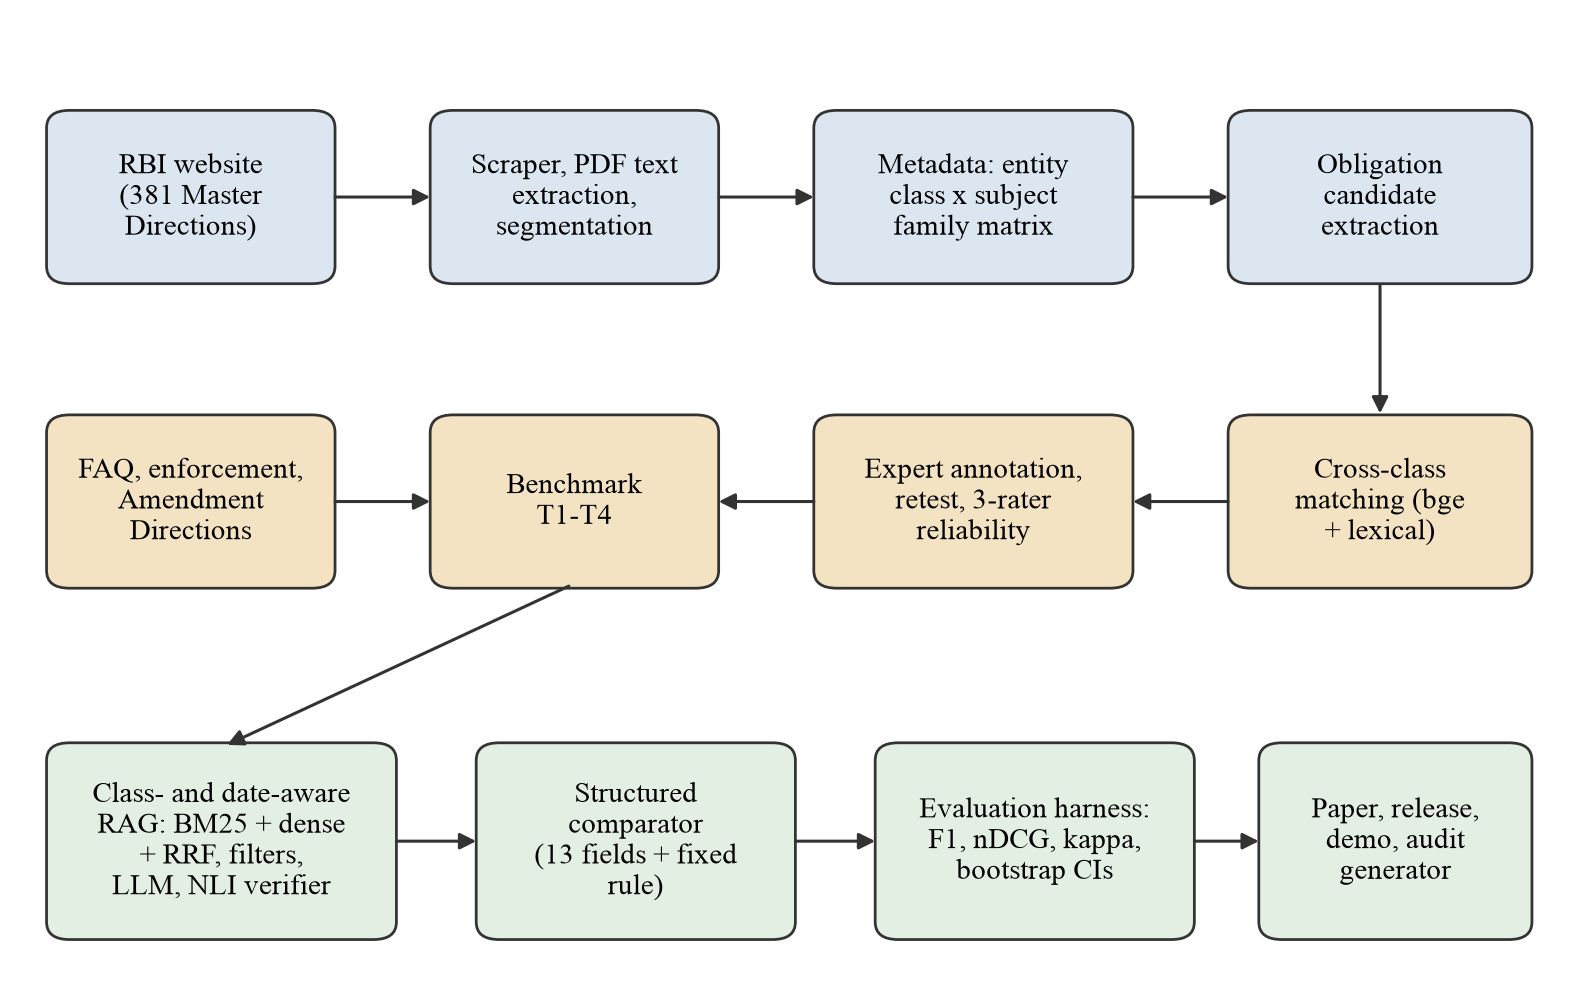 RBI website
(381 Master
Directions)
Scraper, PDF text
extraction,
segmentation
Metadata: entity
class x subject
family matrix
Obligation
candidate
extraction
FAQ, enforcement,
Amendment
Directions
Benchmark
T1-T4
Expert annotation,
retest, 3-rater
reliability
Cross-class
matching (bge
+ lexical)
Class- and date-aware
RAG: BM25 + dense
+ RRF, filters,
LLM, NLI verifier
Structured
comparator
(13 fields + fixed
rule)
Evaluation harness:
F1, nDCG, kappa,
bootstrap CIs
Paper, release,
demo, audit
generator